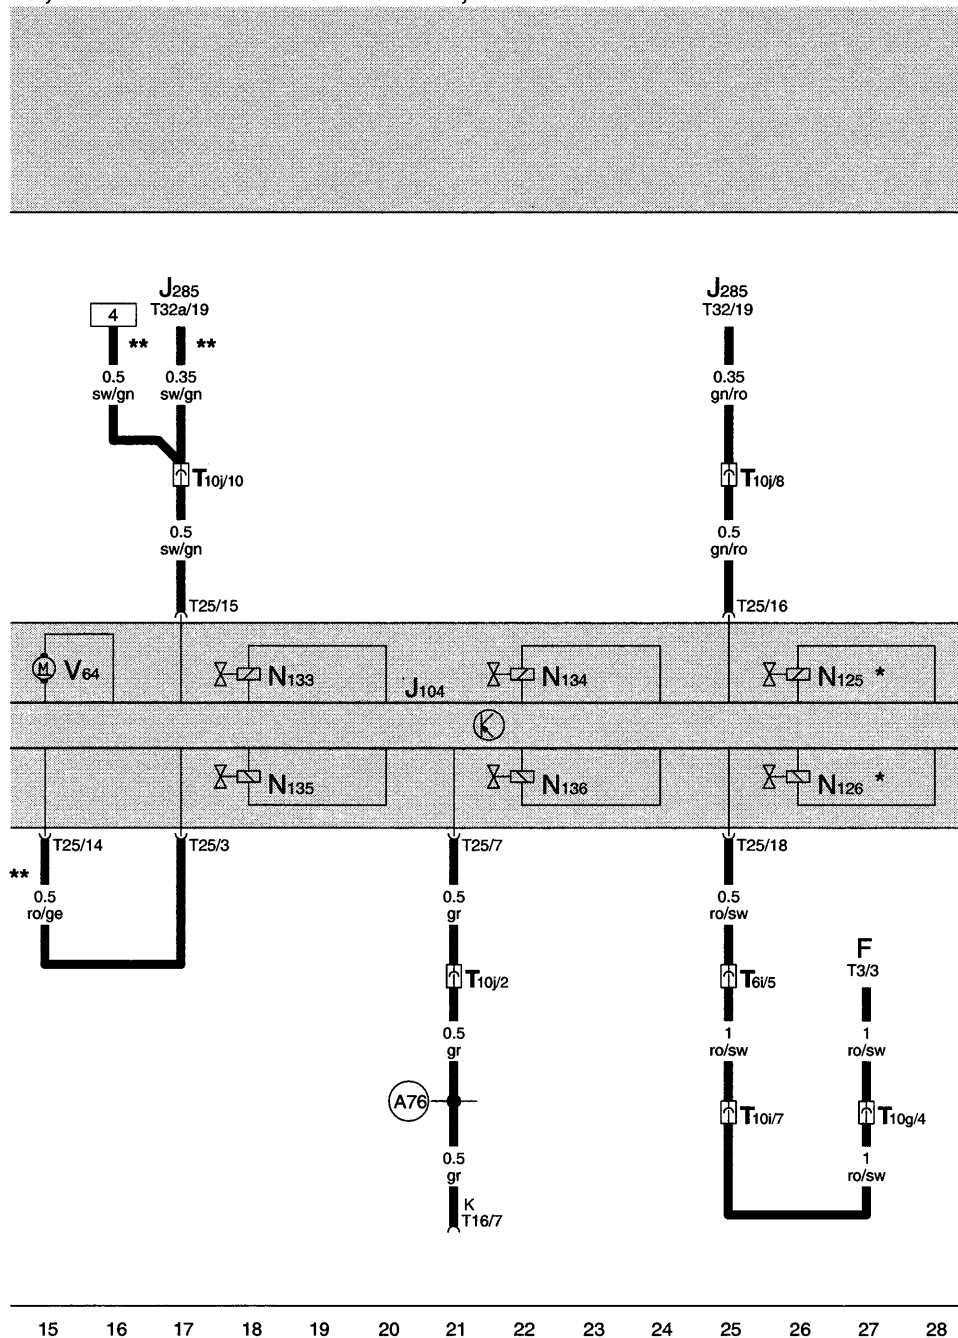 J285 J285
T32a/19 T32/19
4
** **
0.5 0.35 0.35
sw/gn sw/gn gn/ro
T10j/10 T10j/8
0.5 0.5
sw/gn gn/ro
T25/15 T25/16
M V64 N133 N134 N125 *
J104
N135 N136 N126 *
T25/14 T25/3 T25/7 T25/18
**
0.5 0.5 0.5
ro/ge gr ro/sw
F
T3/3
T10j/2 T6i/5
0.5 1 1
gr ro/sw ro/sw
A76 T10i/7 T10g/4
0.5 1
gr ro/sw
K
T16/7
15 16 17 18 19 20 21 22 23 24 25 26 27 28